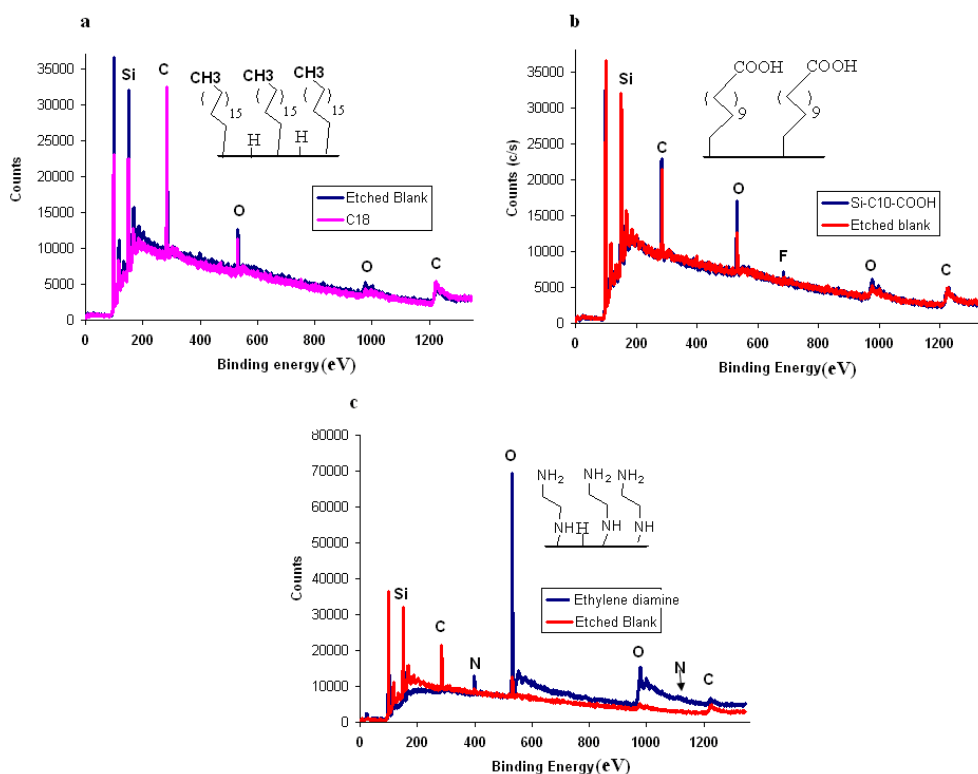 a
35000
30000
25000
20000
15000
10000
5000
0
Counts
Si
C
CH3 CH3 CH3
15 15 15
H H
Etched Blank
C18
O
O
C
0 200 400 600 800 1000 1200
Binding energy (eV)
b
35000
30000
25000
20000
15000
10000
5000
0
Counts (c/s)
Si
COOH COOH
9 9
C
O
Si-C10-COOH
Etched blank
F
O
C
0 200 400 600 800 1000 1200
Binding Energy (eV)
c
80000
70000
60000
50000
40000
30000
20000
10000
0
Counts
O
NH2 NH2 NH2
NH H NH NH
Ethylene diamine
Etched Blank
Si
C
N
O
N
C
0 200 400 600 800 1000 1200
Binding Energy (eV)